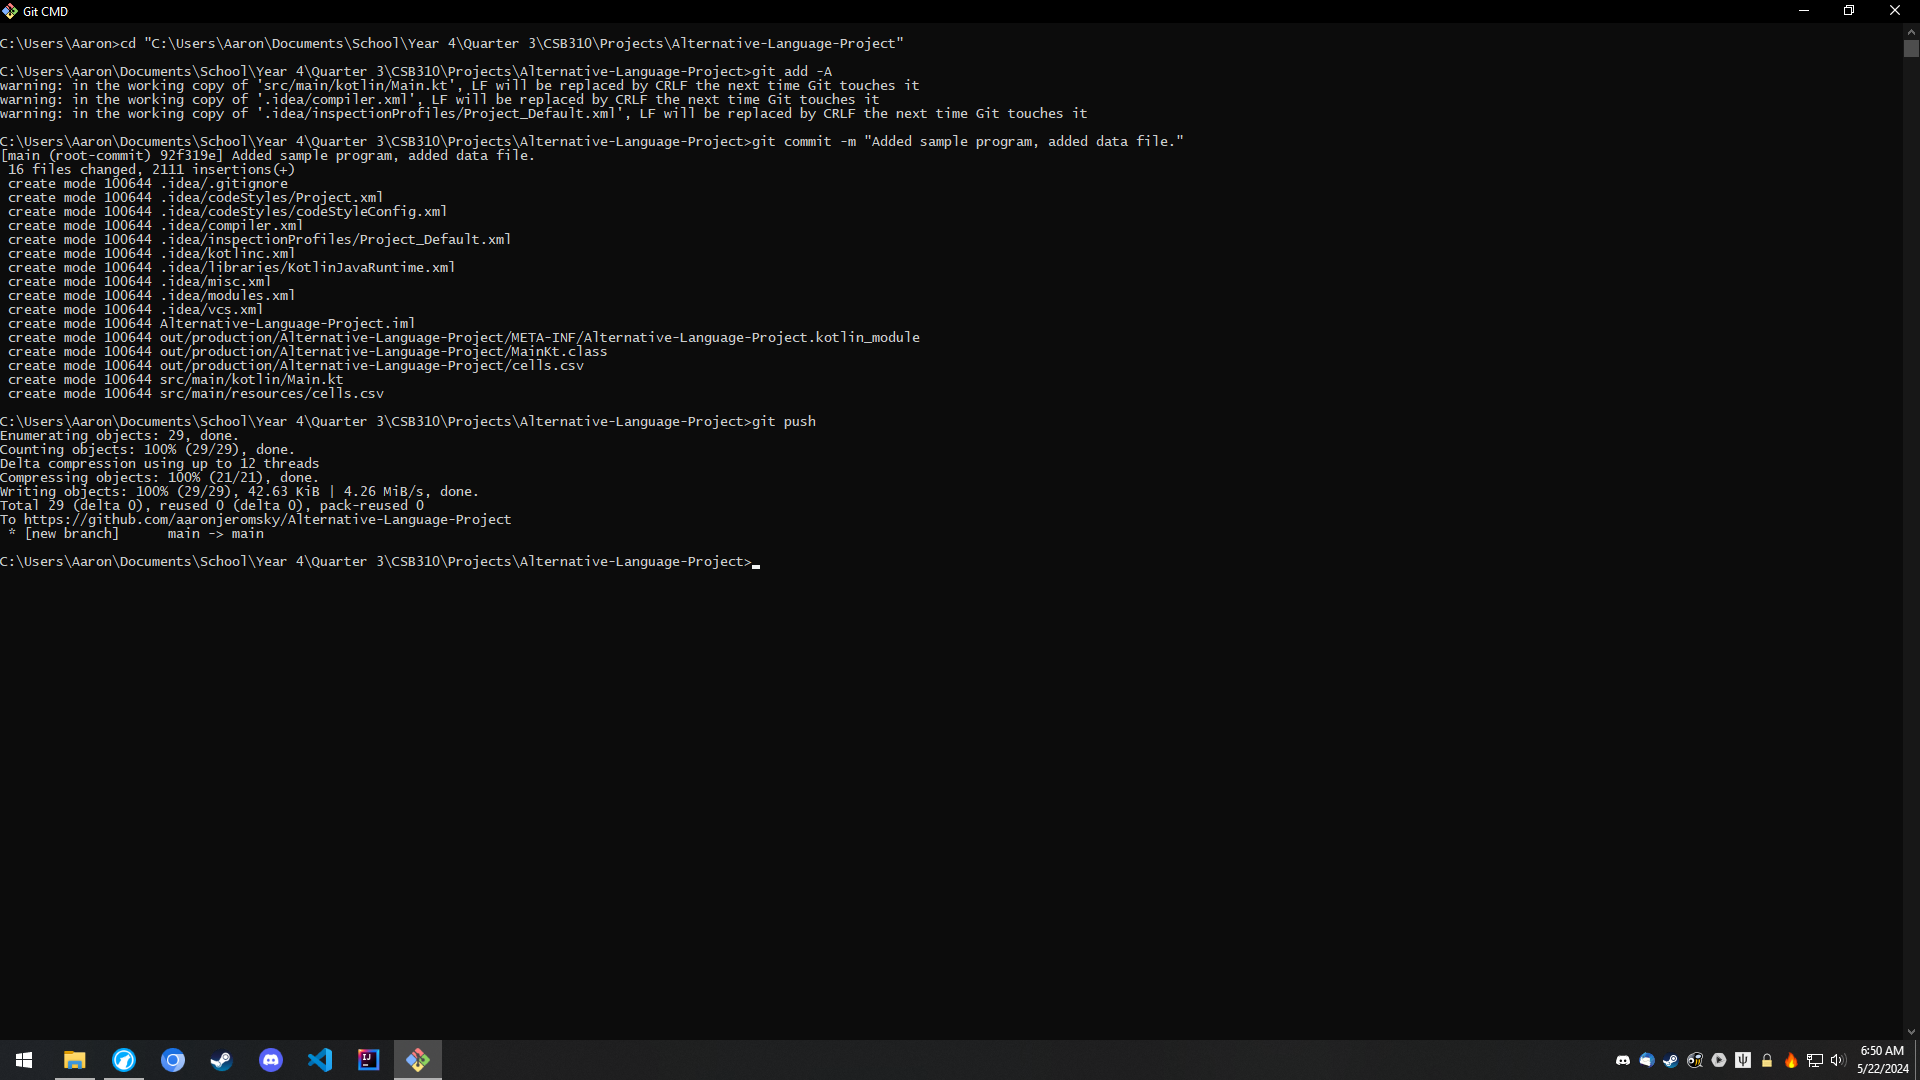 Git CMD
C:\Users\Aaron>cd "C:\Users\Aaron\Documents\School\Year 4\Quarter 3\CSB310\Projects\Alternative-Language-Project"
C:\Users\Aaron\Documents\School\Year 4\Quarter 3\CSB310\Projects\Alternative-Language-Project>git add -A
warning: in the working copy of 'src/main/kotlin/Main.kt', LF will be replaced by CRLF the next time Git touches it
warning: in the working copy of '.idea/compiler.xml', LF will be replaced by CRLF the next time Git touches it
warning: in the working copy of '.idea/inspectionProfiles/Project_Default.xml', LF will be replaced by CRLF the next time Git touches it
C:\Users\Aaron\Documents\School\Year 4\Quarter 3\CSB310\Projects\Alternative-Language-Project>git commit -m "Added sample program, added data file."
[main (root-commit) 92f319e] Added sample program, added data file.
 16 files changed, 2111 insertions(+)
 create mode 100644 .idea/.gitignore
 create mode 100644 .idea/codeStyles/Project.xml
 create mode 100644 .idea/codeStyles/codeStyleConfig.xml
 create mode 100644 .idea/compiler.xml
 create mode 100644 .idea/inspectionProfiles/Project_Default.xml
 create mode 100644 .idea/kotlinc.xml
 create mode 100644 .idea/libraries/KotlinJavaRuntime.xml
 create mode 100644 .idea/misc.xml
 create mode 100644 .idea/modules.xml
 create mode 100644 .idea/vcs.xml
 create mode 100644 Alternative-Language-Project.iml
 create mode 100644 out/production/Alternative-Language-Project/META-INF/Alternative-Language-Project.kotlin_module
 create mode 100644 out/production/Alternative-Language-Project/MainKt.class
 create mode 100644 out/production/Alternative-Language-Project/cells.csv
 create mode 100644 src/main/kotlin/Main.kt
 create mode 100644 src/main/resources/cells.csv
C:\Users\Aaron\Documents\School\Year 4\Quarter 3\CSB310\Projects\Alternative-Language-Project>git push
Enumerating objects: 29, done.
Counting objects: 100% (29/29), done.
Delta compression using up to 12 threads
Compressing objects: 100% (21/21), done.
Writing objects: 100% (29/29), 42.63 KiB | 4.26 MiB/s, done.
Total 29 (delta 0), reused 0 (delta 0), pack-reused 0
To https://github.com/aaronjeromsky/Alternative-Language-Project
 * [new branch]      main -> main
C:\Users\Aaron\Documents\School\Year 4\Quarter 3\CSB310\Projects\Alternative-Language-Project>
6:50 AM
5/22/2024